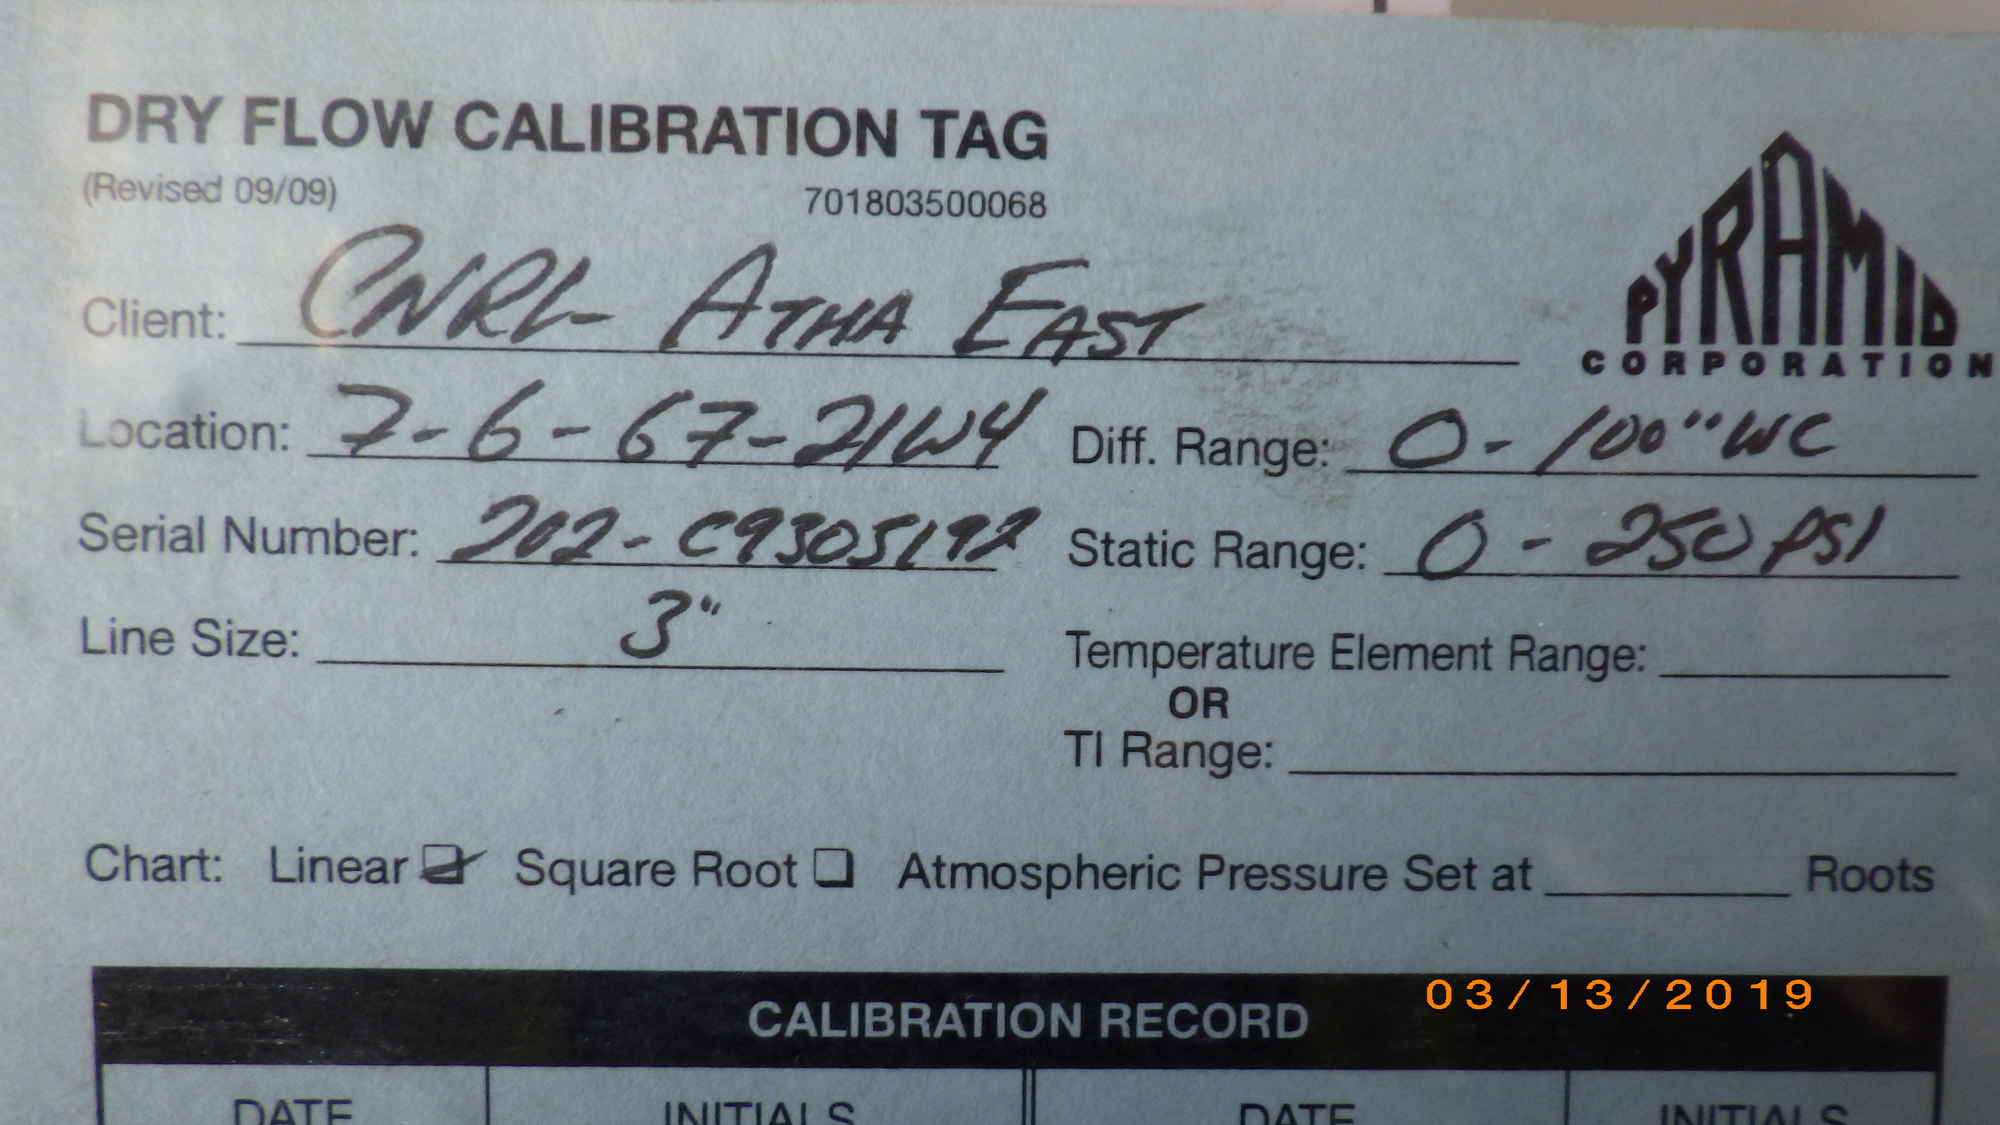 DRY FLOW CALIBRATION TAG
(Revised 09/09) 701803500068
PYRAMID
CORPORATION
Client: CNRL- ATHA EAST
Location: 7-6-67-21W4 Diff. Range: 0-100"WC
Serial Number: 202-C9305192 Static Range: 0-250 PSI
Line Size: 3" Temperature Element Range:
OR
TI Range:
Chart: Linear Square Root Atmospheric Pressure Set at Roots
CALIBRATION RECORD
03/13/2019
DATE INITIALS DATE INITIALS